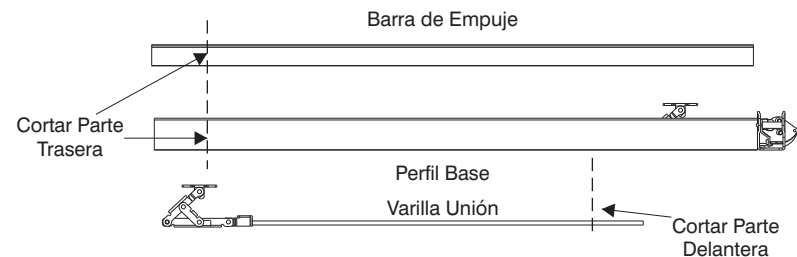 Barra de Empuje
Cortar Parte
Trasera
Perfil Base
Varilla Unión
Cortar Parte
Delantera